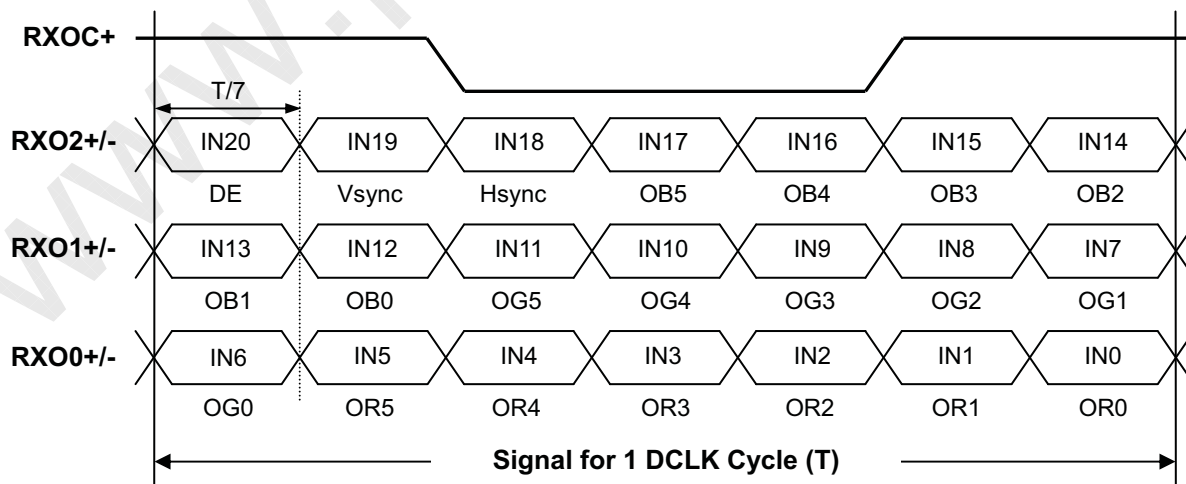 RXOC+
T/7
RXO2+/- IN20 IN19 IN18 IN17 IN16 IN15 IN14
DE Vsync Hsync OB5 OB4 OB3 OB2
RXO1+/- IN13 IN12 IN11 IN10 IN9 IN8 IN7
OB1 OB0 OG5 OG4 OG3 OG2 OG1
RXO0+/- IN6 IN5 IN4 IN3 IN2 IN1 IN0
OG0 OR5 OR4 OR3 OR2 OR1 OR0
Signal for 1 DCLK Cycle (T)